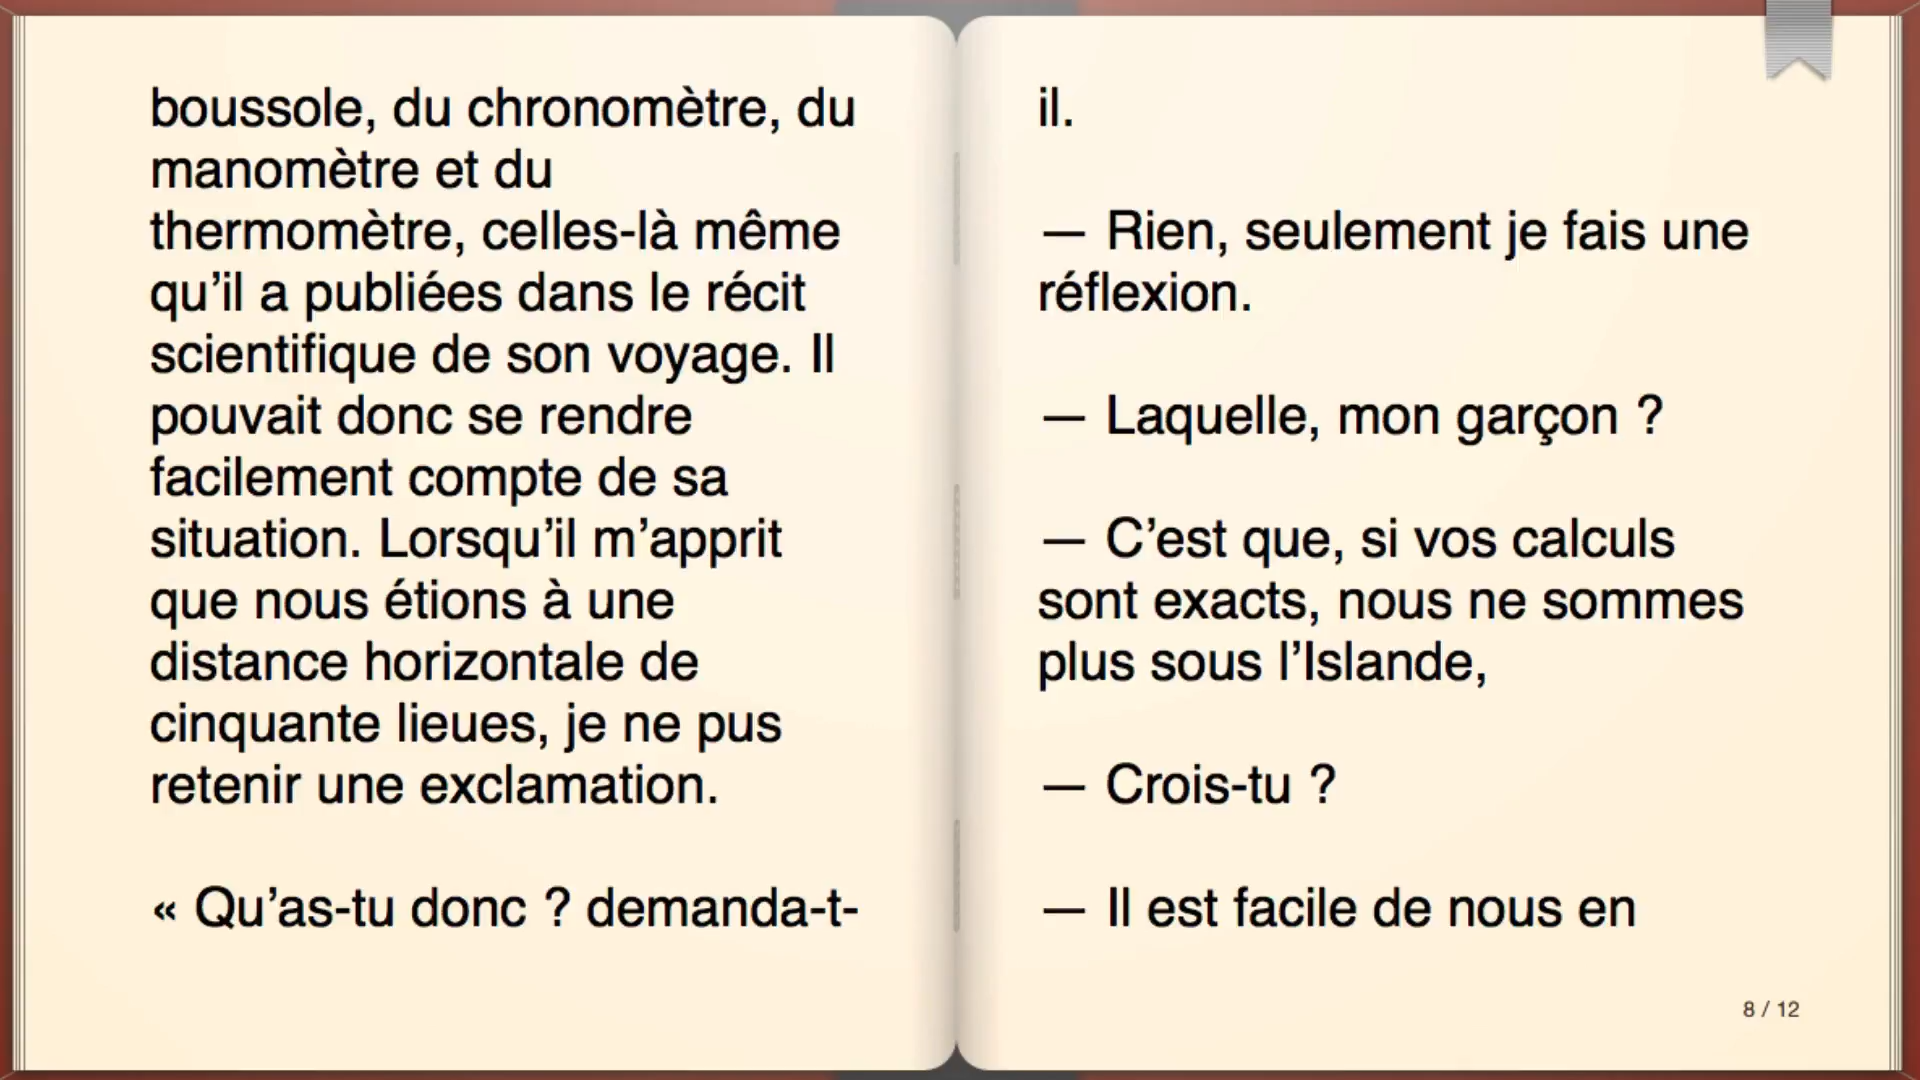 boussole, du chronomètre, du
manomètre et du
thermomètre, celles-là même
qu’il a publiées dans le récit
scientifique de son voyage. Il
pouvait donc se rendre
facilement compte de sa
situation. Lorsqu’il m’apprit
que nous étions à une
distance horizontale de
cinquante lieues, je ne pus
retenir une exclamation.
« Qu’as-tu donc ? demanda-t-
il.
— Rien, seulement je fais une
réflexion.
— Laquelle, mon garçon ?
— C’est que, si vos calculs
sont exacts, nous ne sommes
plus sous l’Islande,
— Crois-tu ?
— Il est facile de nous en
8 / 12